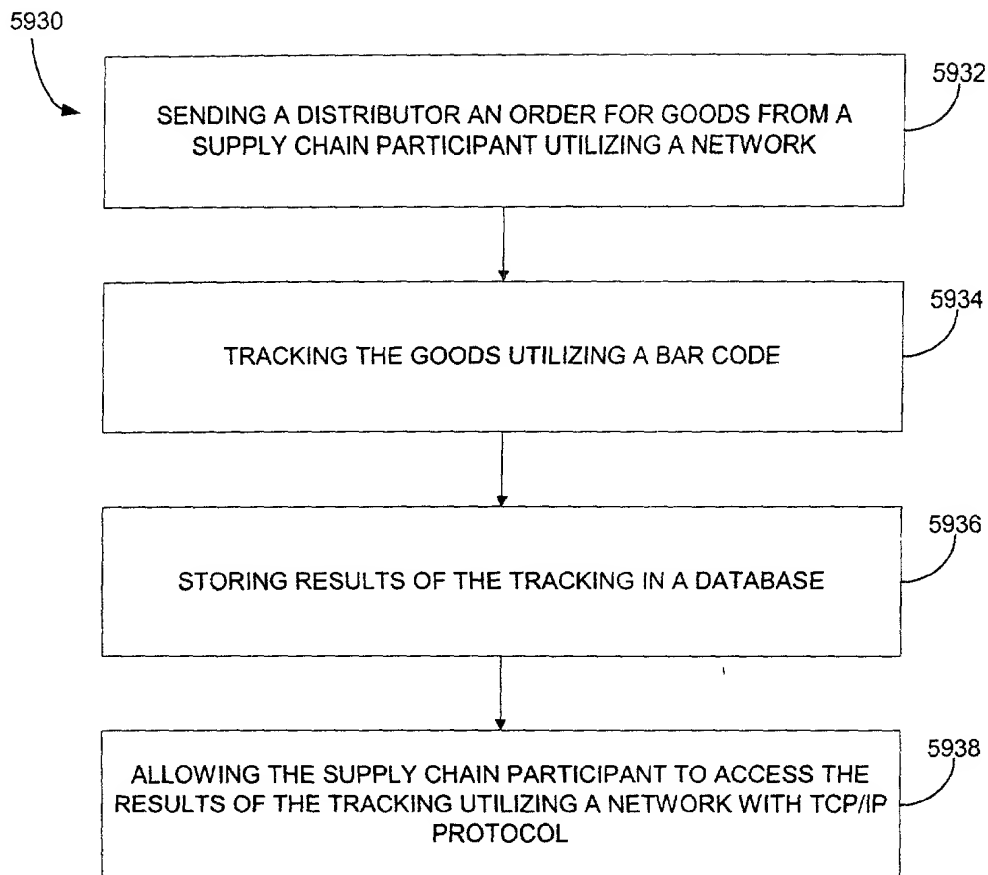 5930
5932
SENDING A DISTRIBUTOR AN ORDER FOR GOODS FROM A
SUPPLY CHAIN PARTICIPANT UTILIZING A NETWORK
5934
TRACKING THE GOODS UTILIZING A BAR CODE
5936
STORING RESULTS OF THE TRACKING IN A DATABASE
5938
ALLOWING THE SUPPLY CHAIN PARTICIPANT TO ACCESS THE
RESULTS OF THE TRACKING UTILIZING A NETWORK WITH TCP/IP
PROTOCOL